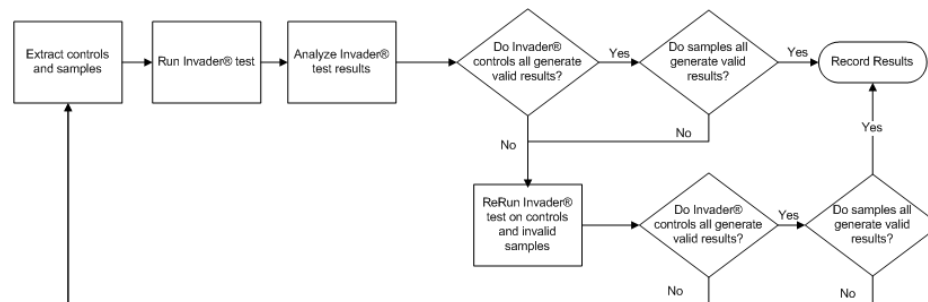 Extract controls
and samples
Run Invader® test
Analyze Invader®
test results
Do Invader®
controls all generate
valid results?
Yes
Do samples all
generate valid
results?
Yes
Record Results
No
No
Yes
ReRun Invader®
test on controls
and invalid
samples
Do Invader®
controls all generate
valid results?
Yes
Do samples all
generate valid
results?
No
No